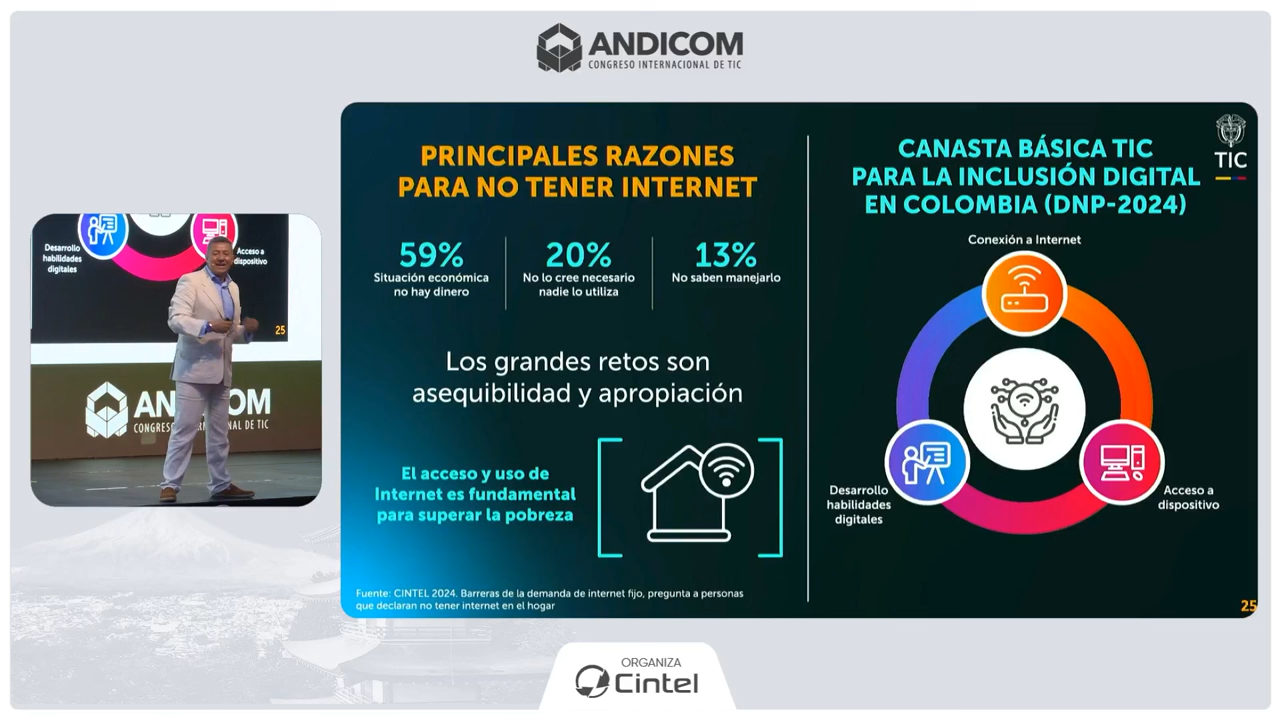 ANDICOM
CONGRESO INTERNACIONAL DE TIC
Desarrollo
habilidades
digitales
Acceso a
dispositivo
25
ANDICOM
PRINCIPALES RAZONES
PARA NO TENER INTERNET
59%
Situación económica
no hay dinero
20%
No lo cree necesario
nadie lo utiliza
13%
No saben manejarlo
Los grandes retos son
asequibilidad y apropiación
El acceso y uso de
Internet es fundamental
para superar la pobreza
Fuente: CINTEL 2024. Barreras de la demanda de internet fijo, pregunta a personas
que declaran no tener internet en el hogar
CANASTA BÁSICA TIC
PARA LA INCLUSIÓN DIGITAL
EN COLOMBIA (DNP-2024)
TIC
Conexión a Internet
Desarrollo
habilidades
digitales
Acceso a
dispositivo
25
ORGANIZA
Cintel